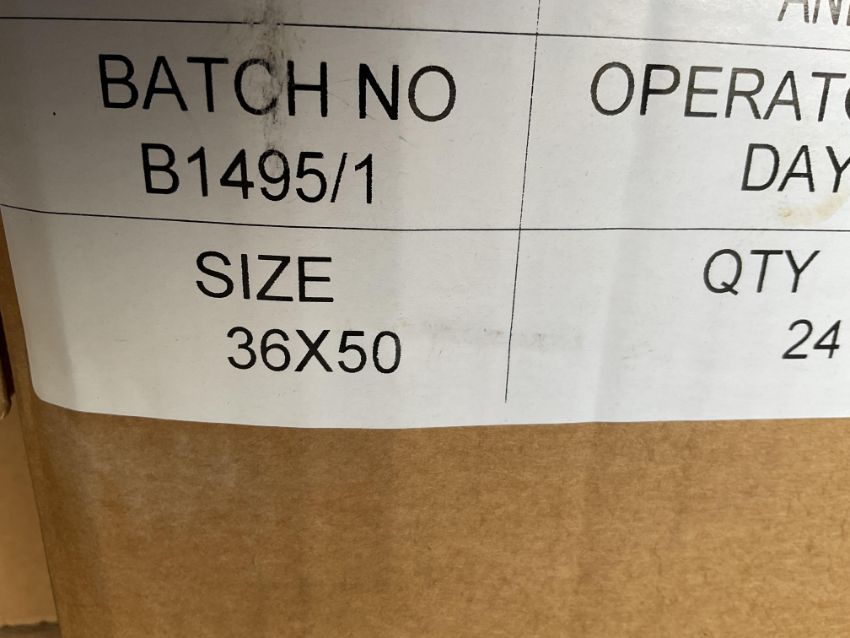 BATCH NO
B1495/1
DAY
SIZE
36X50
QTY
24